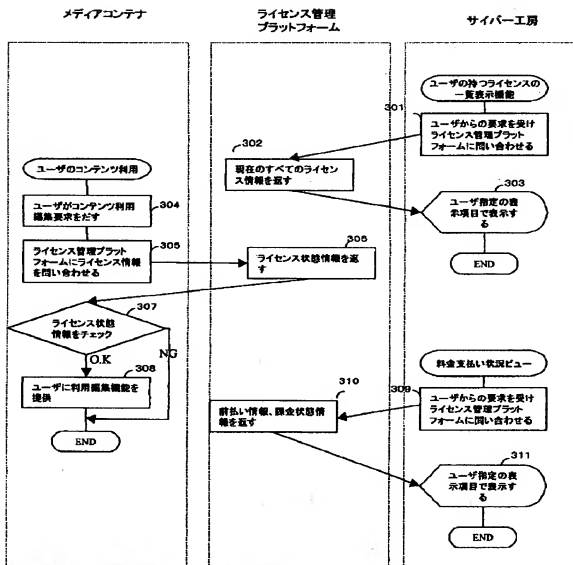 メディアコンテナ
ライセンス管理
プラットフォーム
サイバー工房
ユーザの持つライセンスの
一覧表示機能
301
ユーザからの要求を受け
ライセンス管理プラット
フォームに問い合わせる
302
現在のすべてのライセン
ス情報を返す
303
ユーザ指定の表
示項目で表示す
る
END
ユーザのコンテンツ利用
ユーザがコンテンツ利用
編集要求をだす
304
ライセンス管理プラット
フォームにライセンス情報
を問い合わせる
305
306
ライセンス状態情報を返
す
307
ライセンス状態
情報をチェック
O.K
NG
308
ユーザに利用編集機能を
提供
END
料金支払い状況ビュー
309
ユーザからの要求を受け
ライセンス管理プラット
フォームに問い合わせる
310
前払い情報、課金状態情
報を返す
311
ユーザ指定の表
示項目で表示す
る
END